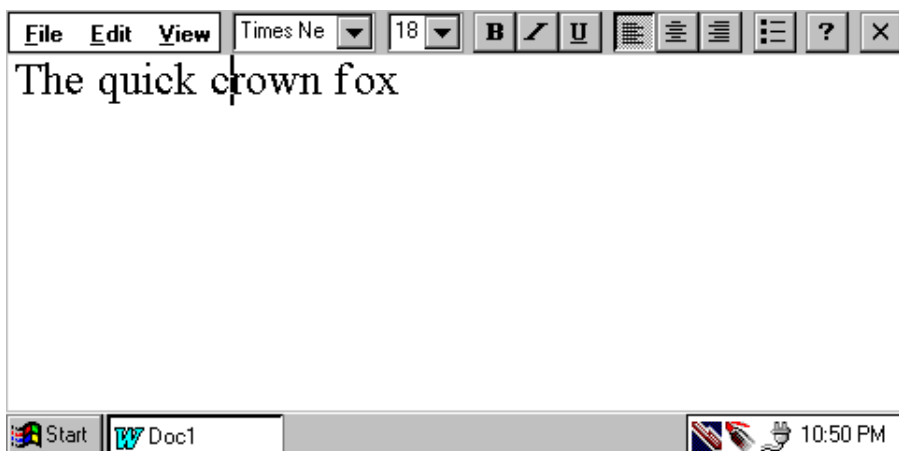 File Edit View Times Ne 18 B I U ? ×
The quick crown fox
Start Doc1 10:50 PM